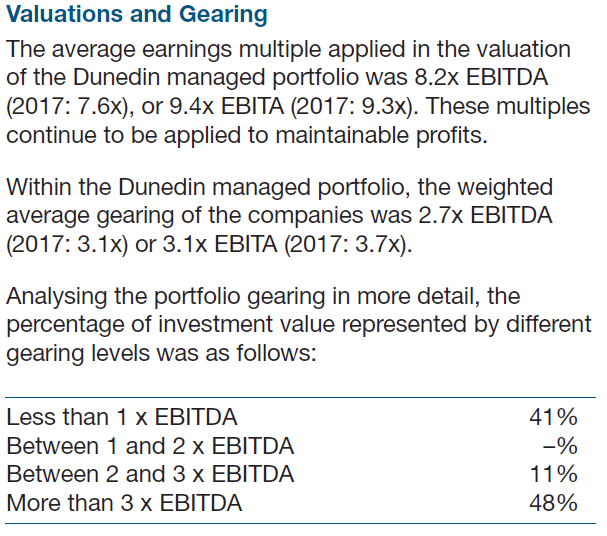 Valuations and Gearing
The average earnings multiple applied in the valuation
of the Dunedin managed portfolio was 8.2x EBITDA
(2017: 7.6x), or 9.4x EBITA (2017: 9.3x). These multiples
continue to be applied to maintainable profits.
Within the Dunedin managed portfolio, the weighted
average gearing of the companies was 2.7x EBITDA
(2017: 3.1x) or 3.1x EBITA (2017: 3.7x).
Analysing the portfolio gearing in more detail, the
percentage of investment value represented by different
gearing levels was as follows:
Less than 1 x EBITDA 41%
Between 1 and 2 x EBITDA –%
Between 2 and 3 x EBITDA 11%
More than 3 x EBITDA 48%